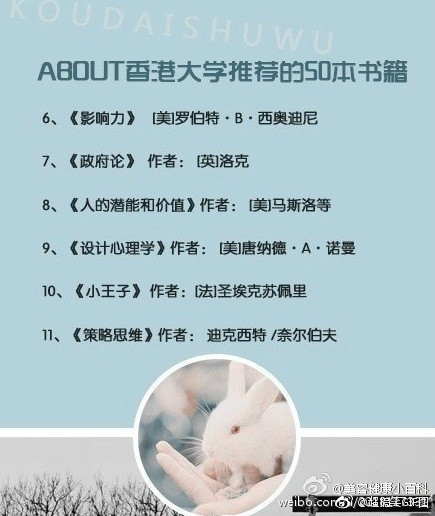 KOUDAISHUWU
ABOUT香港大学推荐的50本书籍
6、《影响力》 [美]罗伯特·B·西奥迪尼
7、《政府论》 作者： [英]洛克
8、《人的潜能和价值》作者： [美]马斯洛等
9、《设计心理学》作者： [美]唐纳德·A·诺曼
10、《小王子》 作者：[法]圣埃克苏佩里
11、《策略思维》作者： 迪克西特 /奈尔伯夫
@美容健康小百科
weibo.com/